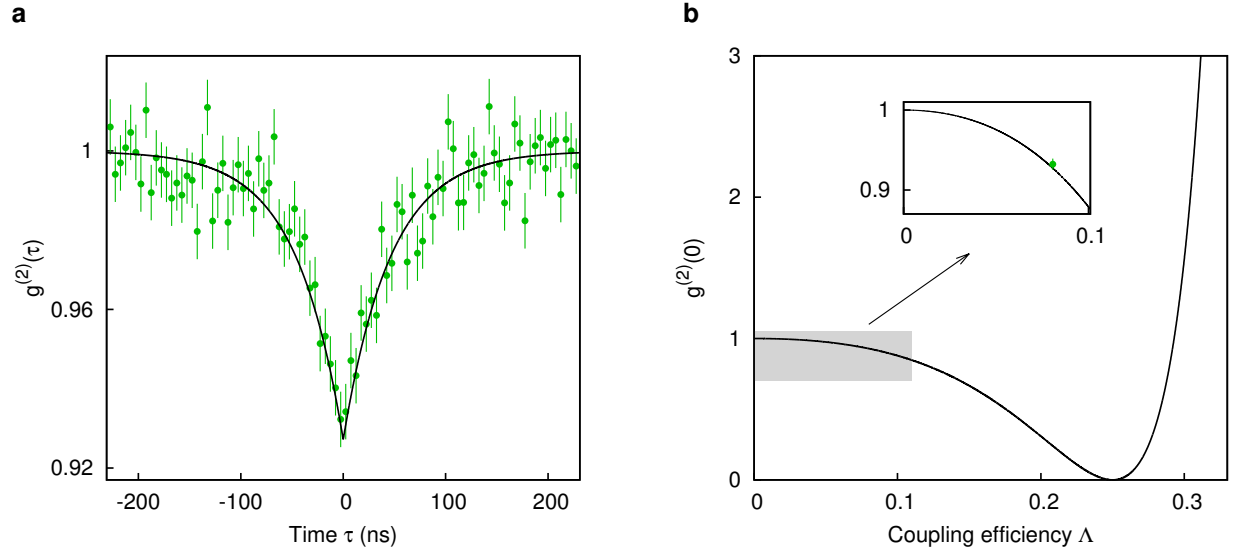 a
g⁽²⁾(τ)
1
0.96
0.92
-200 -100 0 100 200
Time τ (ns)
b
g⁽²⁾(0)
3
2
1
0
0 0.1 0.2 0.3
Coupling efficiency Λ
1
0.9
0 0.1